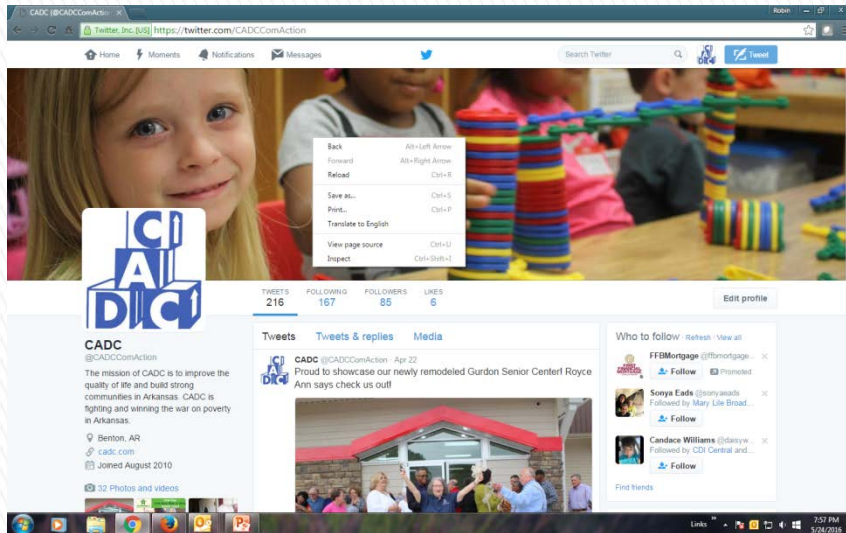 CADC (@CADCComActio
Robin
Twitter, Inc. [US] https://twitter.com/CADCComAction
Home Moments Notifications Messages
Search Twitter
Tweet
Back Alt+Left Arrow
Forward Alt+Right Arrow
Reload Ctrl+R
Save as... Ctrl+S
Print... Ctrl+P
Translate to English
View page source Ctrl+U
Inspect Ctrl+Shift+I
CADC
TWEETS FOLLOWING FOLLOWERS LIKES
216 167 85 6
Edit profile
CADC
@CADCComAction
The mission of CADC is to improve the
quality of life and build strong
communities in Arkansas. CADC is
fighting and winning the war on poverty
in Arkansas.
Benton, AR
cadc.com
Joined August 2010
32 Photos and videos
Tweets Tweets & replies Media
CADC @CADCComAction · Apr 22
Proud to showcase our newly remodeled Gurdon Senior Center! Royce
Ann says check us out!
Who to follow · Refresh · View all
FFBMortgage @ffbmortgage...
Follow Promoted
Sonya Eads @sonyaeads
Followed by Mary Lile Broad...
Follow
Candace Williams @daisyw...
Followed by CDI Central and...
Follow
Find friends
Links
7:57 PM
5/24/2016